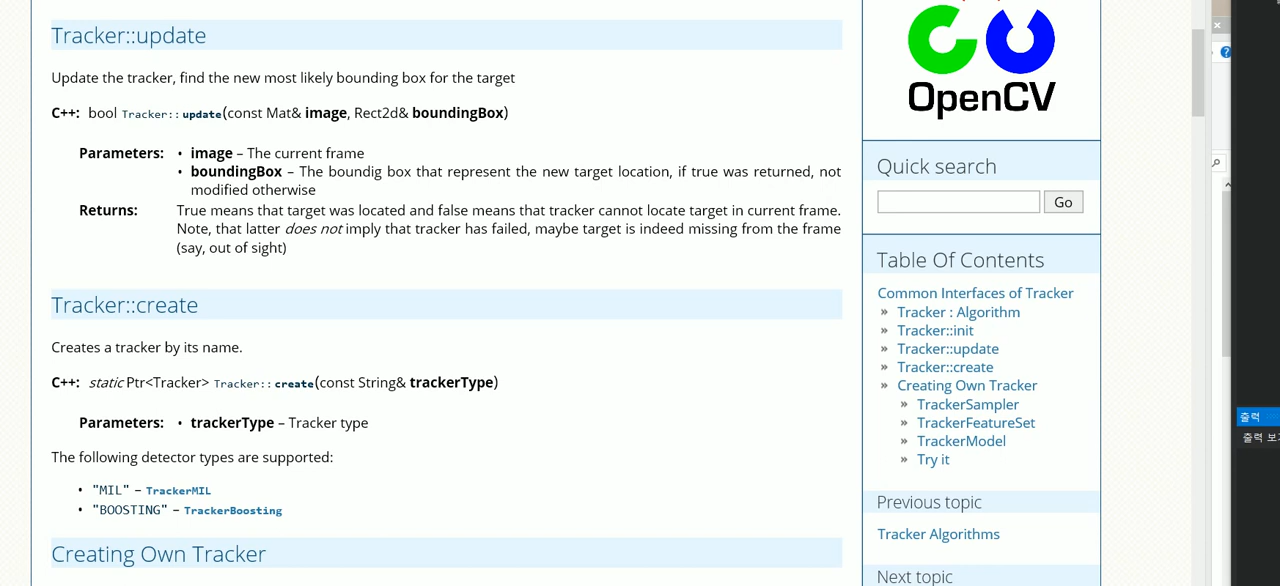 Tracker::update
Update the tracker, find the new most likely bounding box for the target
C++: bool Tracker::update(const Mat& image, Rect2d& boundingBox)
Parameters: • image – The current frame
• boundingBox – The boundig box that represent the new target location, if true was returned, not
modified otherwise
Returns: True means that target was located and false means that tracker cannot locate target in current frame.
Note, that latter does not imply that tracker has failed, maybe target is indeed missing from the frame
(say, out of sight)
Tracker::create
Creates a tracker by its name.
C++: static Ptr<Tracker> Tracker::create(const String& trackerType)
Parameters: • trackerType – Tracker type
The following detector types are supported:
• "MIL" – TrackerMIL
• "BOOSTING" – TrackerBoosting
Creating Own Tracker
OpenCV
Quick search
Go
Table Of Contents
Common Interfaces of Tracker
» Tracker : Algorithm
» Tracker::init
» Tracker::update
» Tracker::create
» Creating Own Tracker
» TrackerSampler
» TrackerFeatureSet
» TrackerModel
» Try it
Previous topic
Tracker Algorithms
Next topic
출력
출력 보